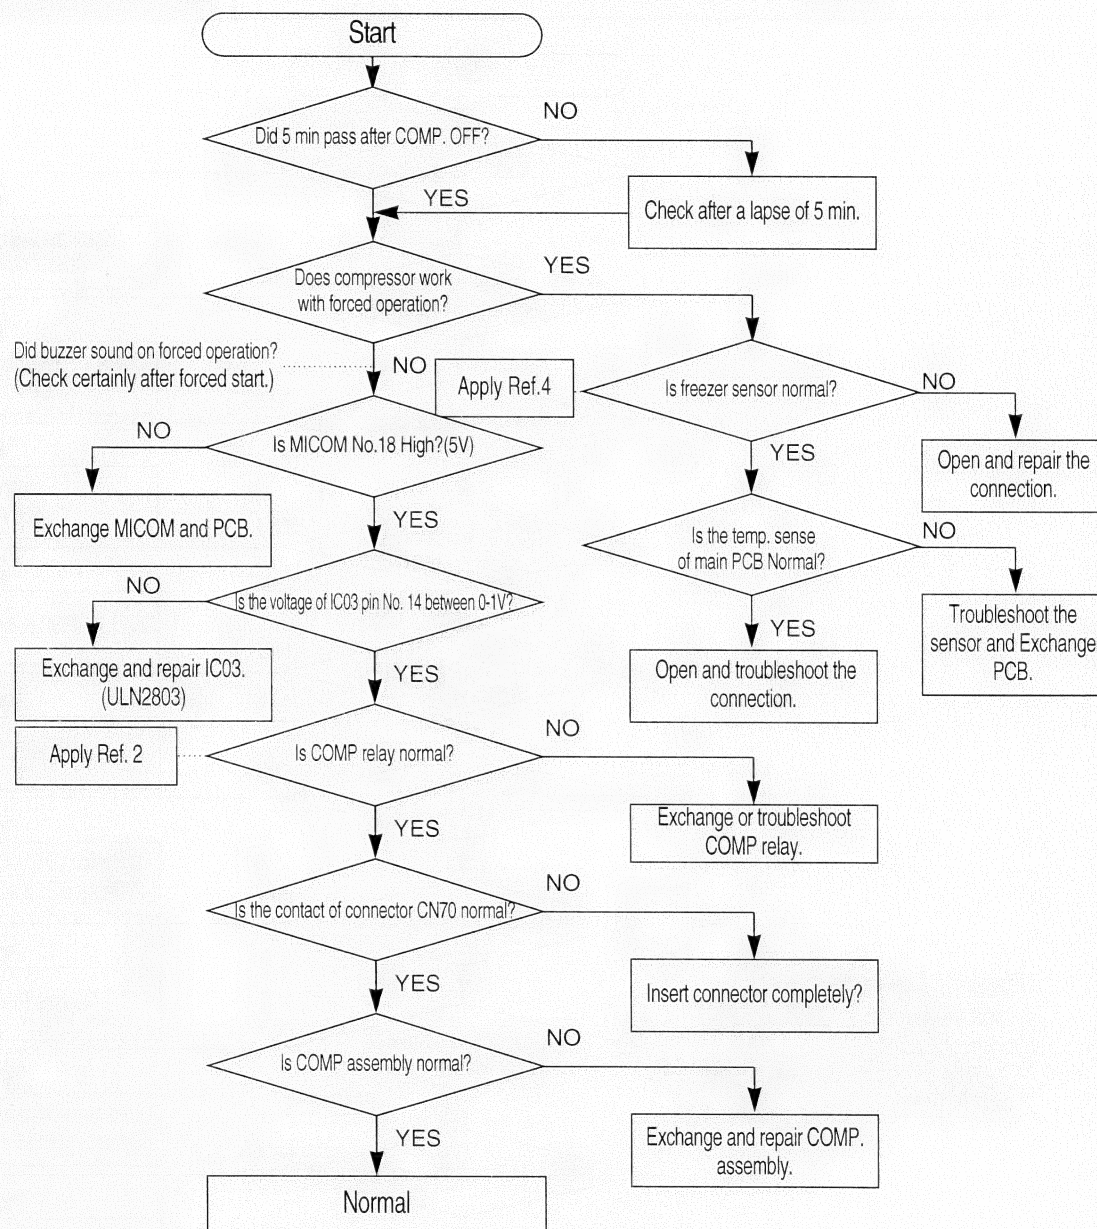 Start
Did 5 min pass after COMP. OFF?
NO
YES
Check after a lapse of 5 min.
Does compressor work
with forced operation?
YES
Did buzzer sound on forced operation?
(Check certainly after forced start.)
NO
Apply Ref.4
Is freezer sensor normal?
NO
Open and repair the
connection.
YES
Is MICOM No.18 High?(5V)
NO
Exchange MICOM and PCB.
YES
Is the temp. sense
of main PCB Normal?
NO
Troubleshoot the
sensor and Exchange
PCB.
YES
Open and troubleshoot the
connection.
Is the voltage of IC03 pin No. 14 between 0-1V?
NO
Exchange and repair IC03.
(ULN2803)
YES
Apply Ref. 2
Is COMP relay normal?
NO
Exchange or troubleshoot
COMP relay.
YES
Is the contact of connector CN70 normal?
NO
Insert connector completely?
YES
Is COMP assembly normal?
NO
Exchange and repair COMP.
assembly.
YES
Normal